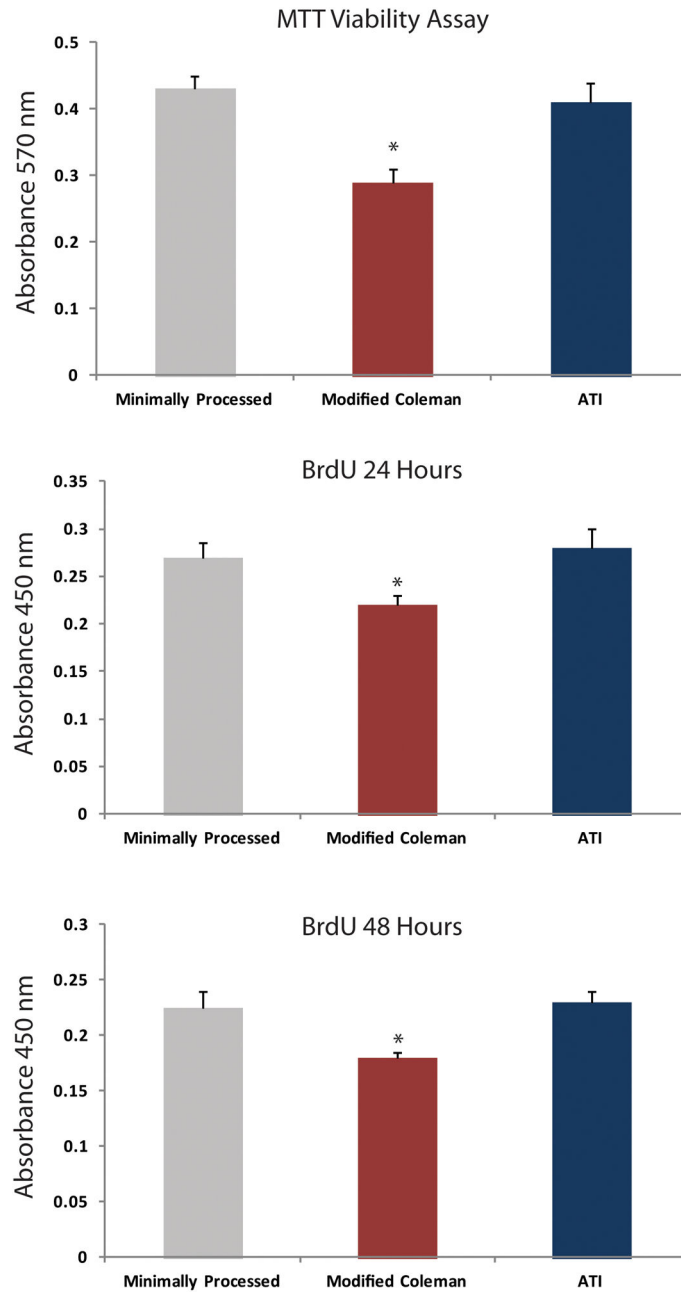 MTT Viability Assay
Absorbance 570 nm
0.5
0.4
0.3
0.2
0.1
0
*
Minimally Processed Modified Coleman ATI
BrdU 24 Hours
Absorbance 450 nm
0.35
0.3
0.25
0.2
0.15
0.1
0.05
0
*
Minimally Processed Modified Coleman ATI
BrdU 48 Hours
Absorbance 450 nm
0.3
0.25
0.2
0.15
0.1
0.05
0
*
Minimally Processed Modified Coleman ATI